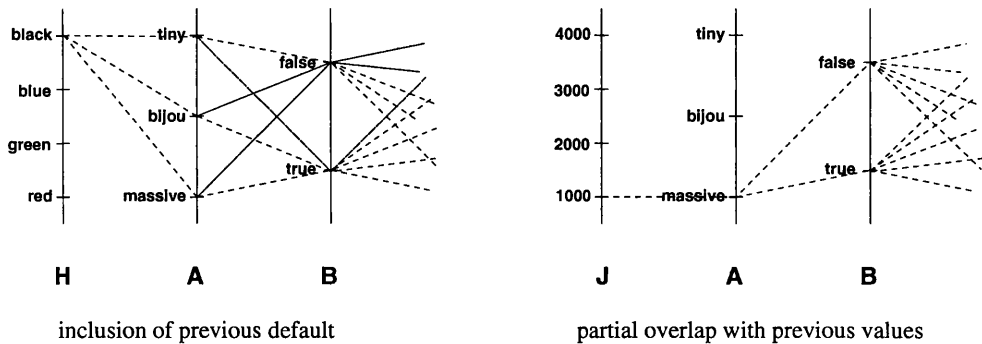 black
blue
green
red
tiny
bijou
massive
false
true
H A B
inclusion of previous default
4000
3000
2000
1000
tiny
bijou
massive
false
true
J A B
partial overlap with previous values